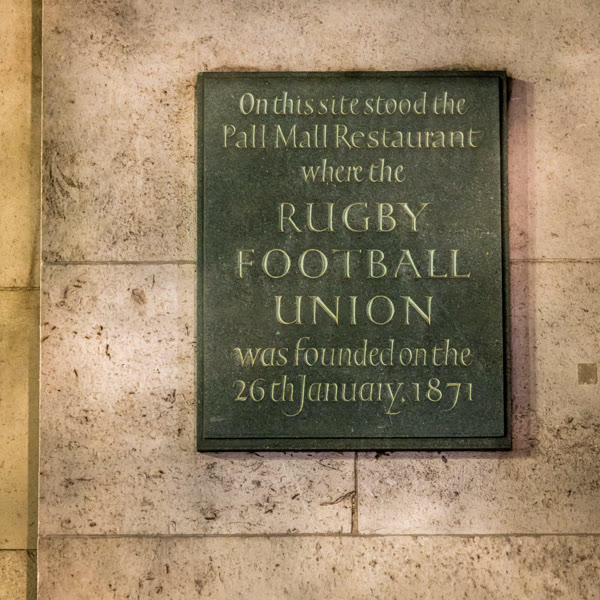 On this site stood the
Pall Mall Restaurant
where the
RUGBY
FOOTBALL
UNION
was founded on the
26th January, 1871